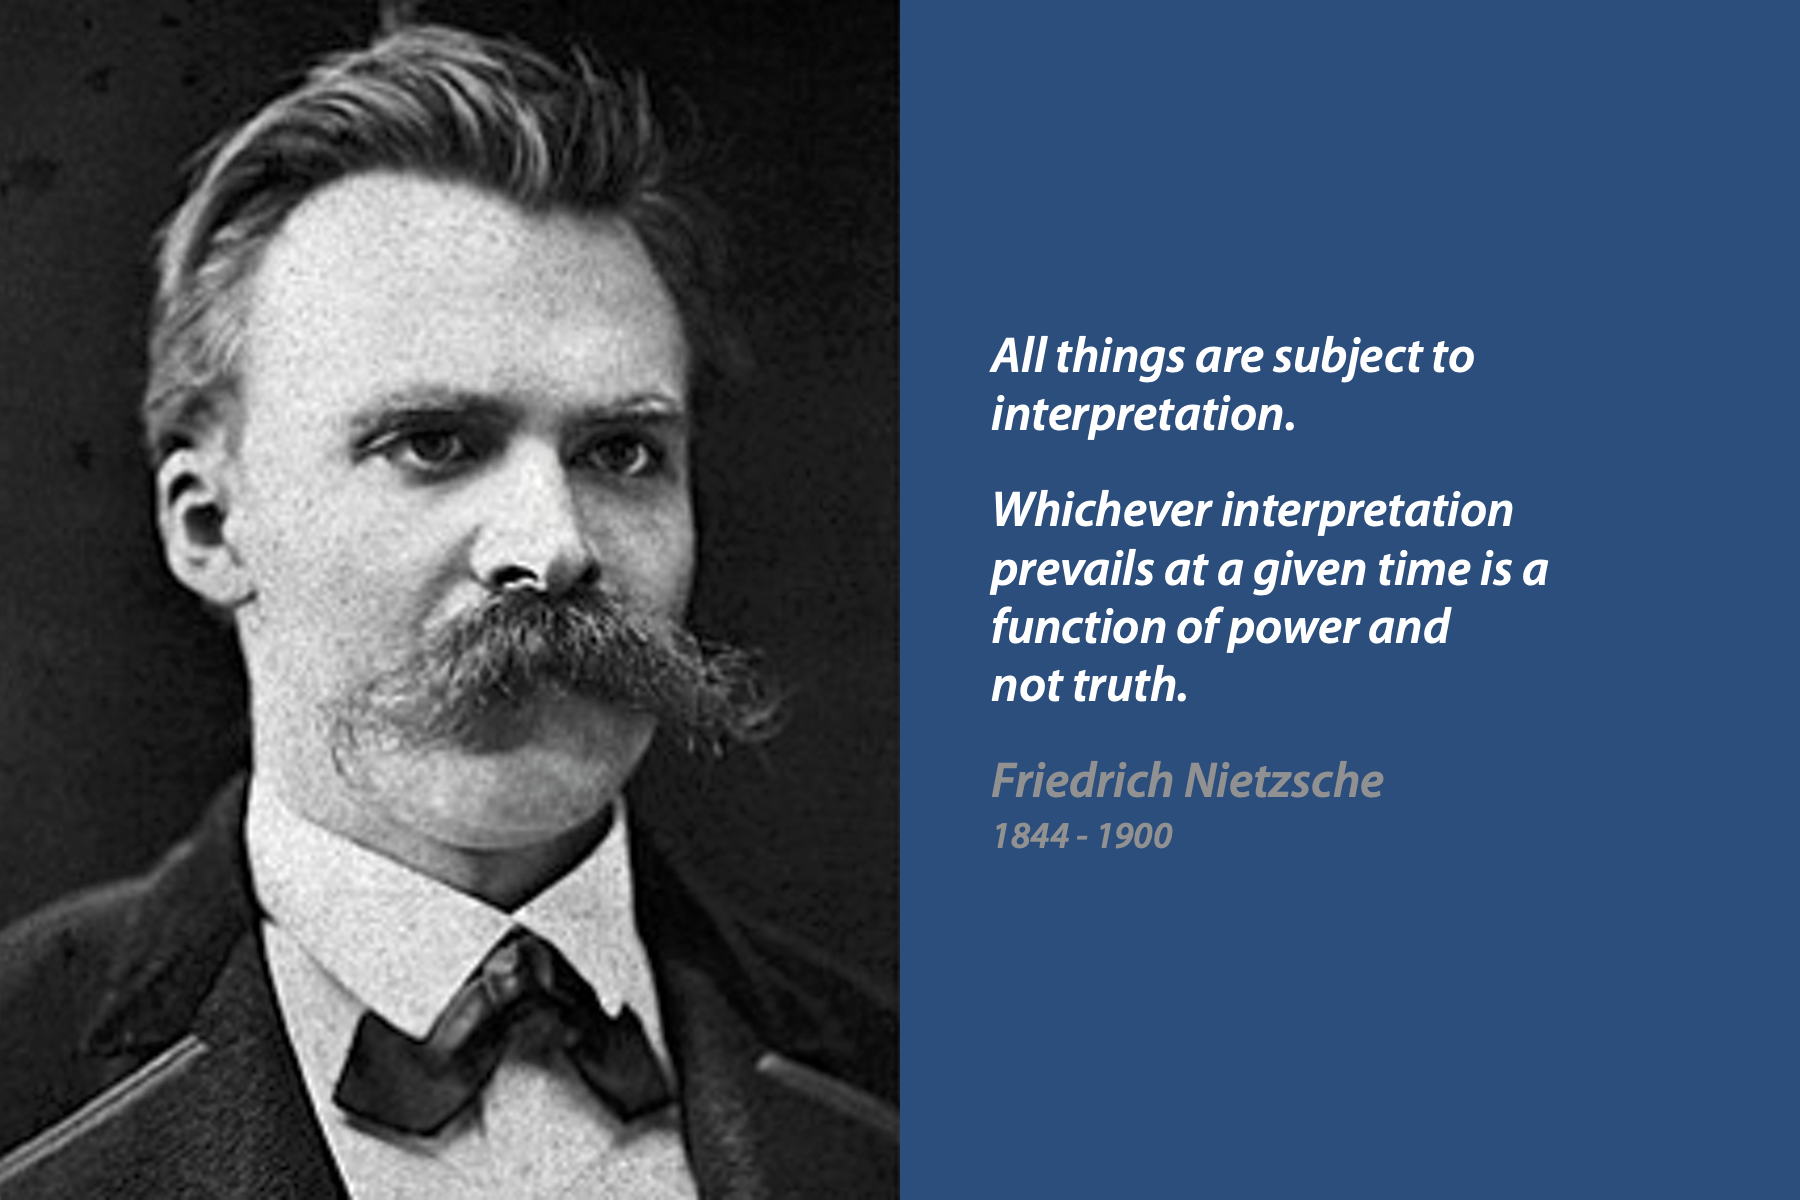 All things are subject to
interpretation.
Whichever interpretation
prevails at a given time is a
function of power and
not truth.
Friedrich Nietzsche
1844 - 1900